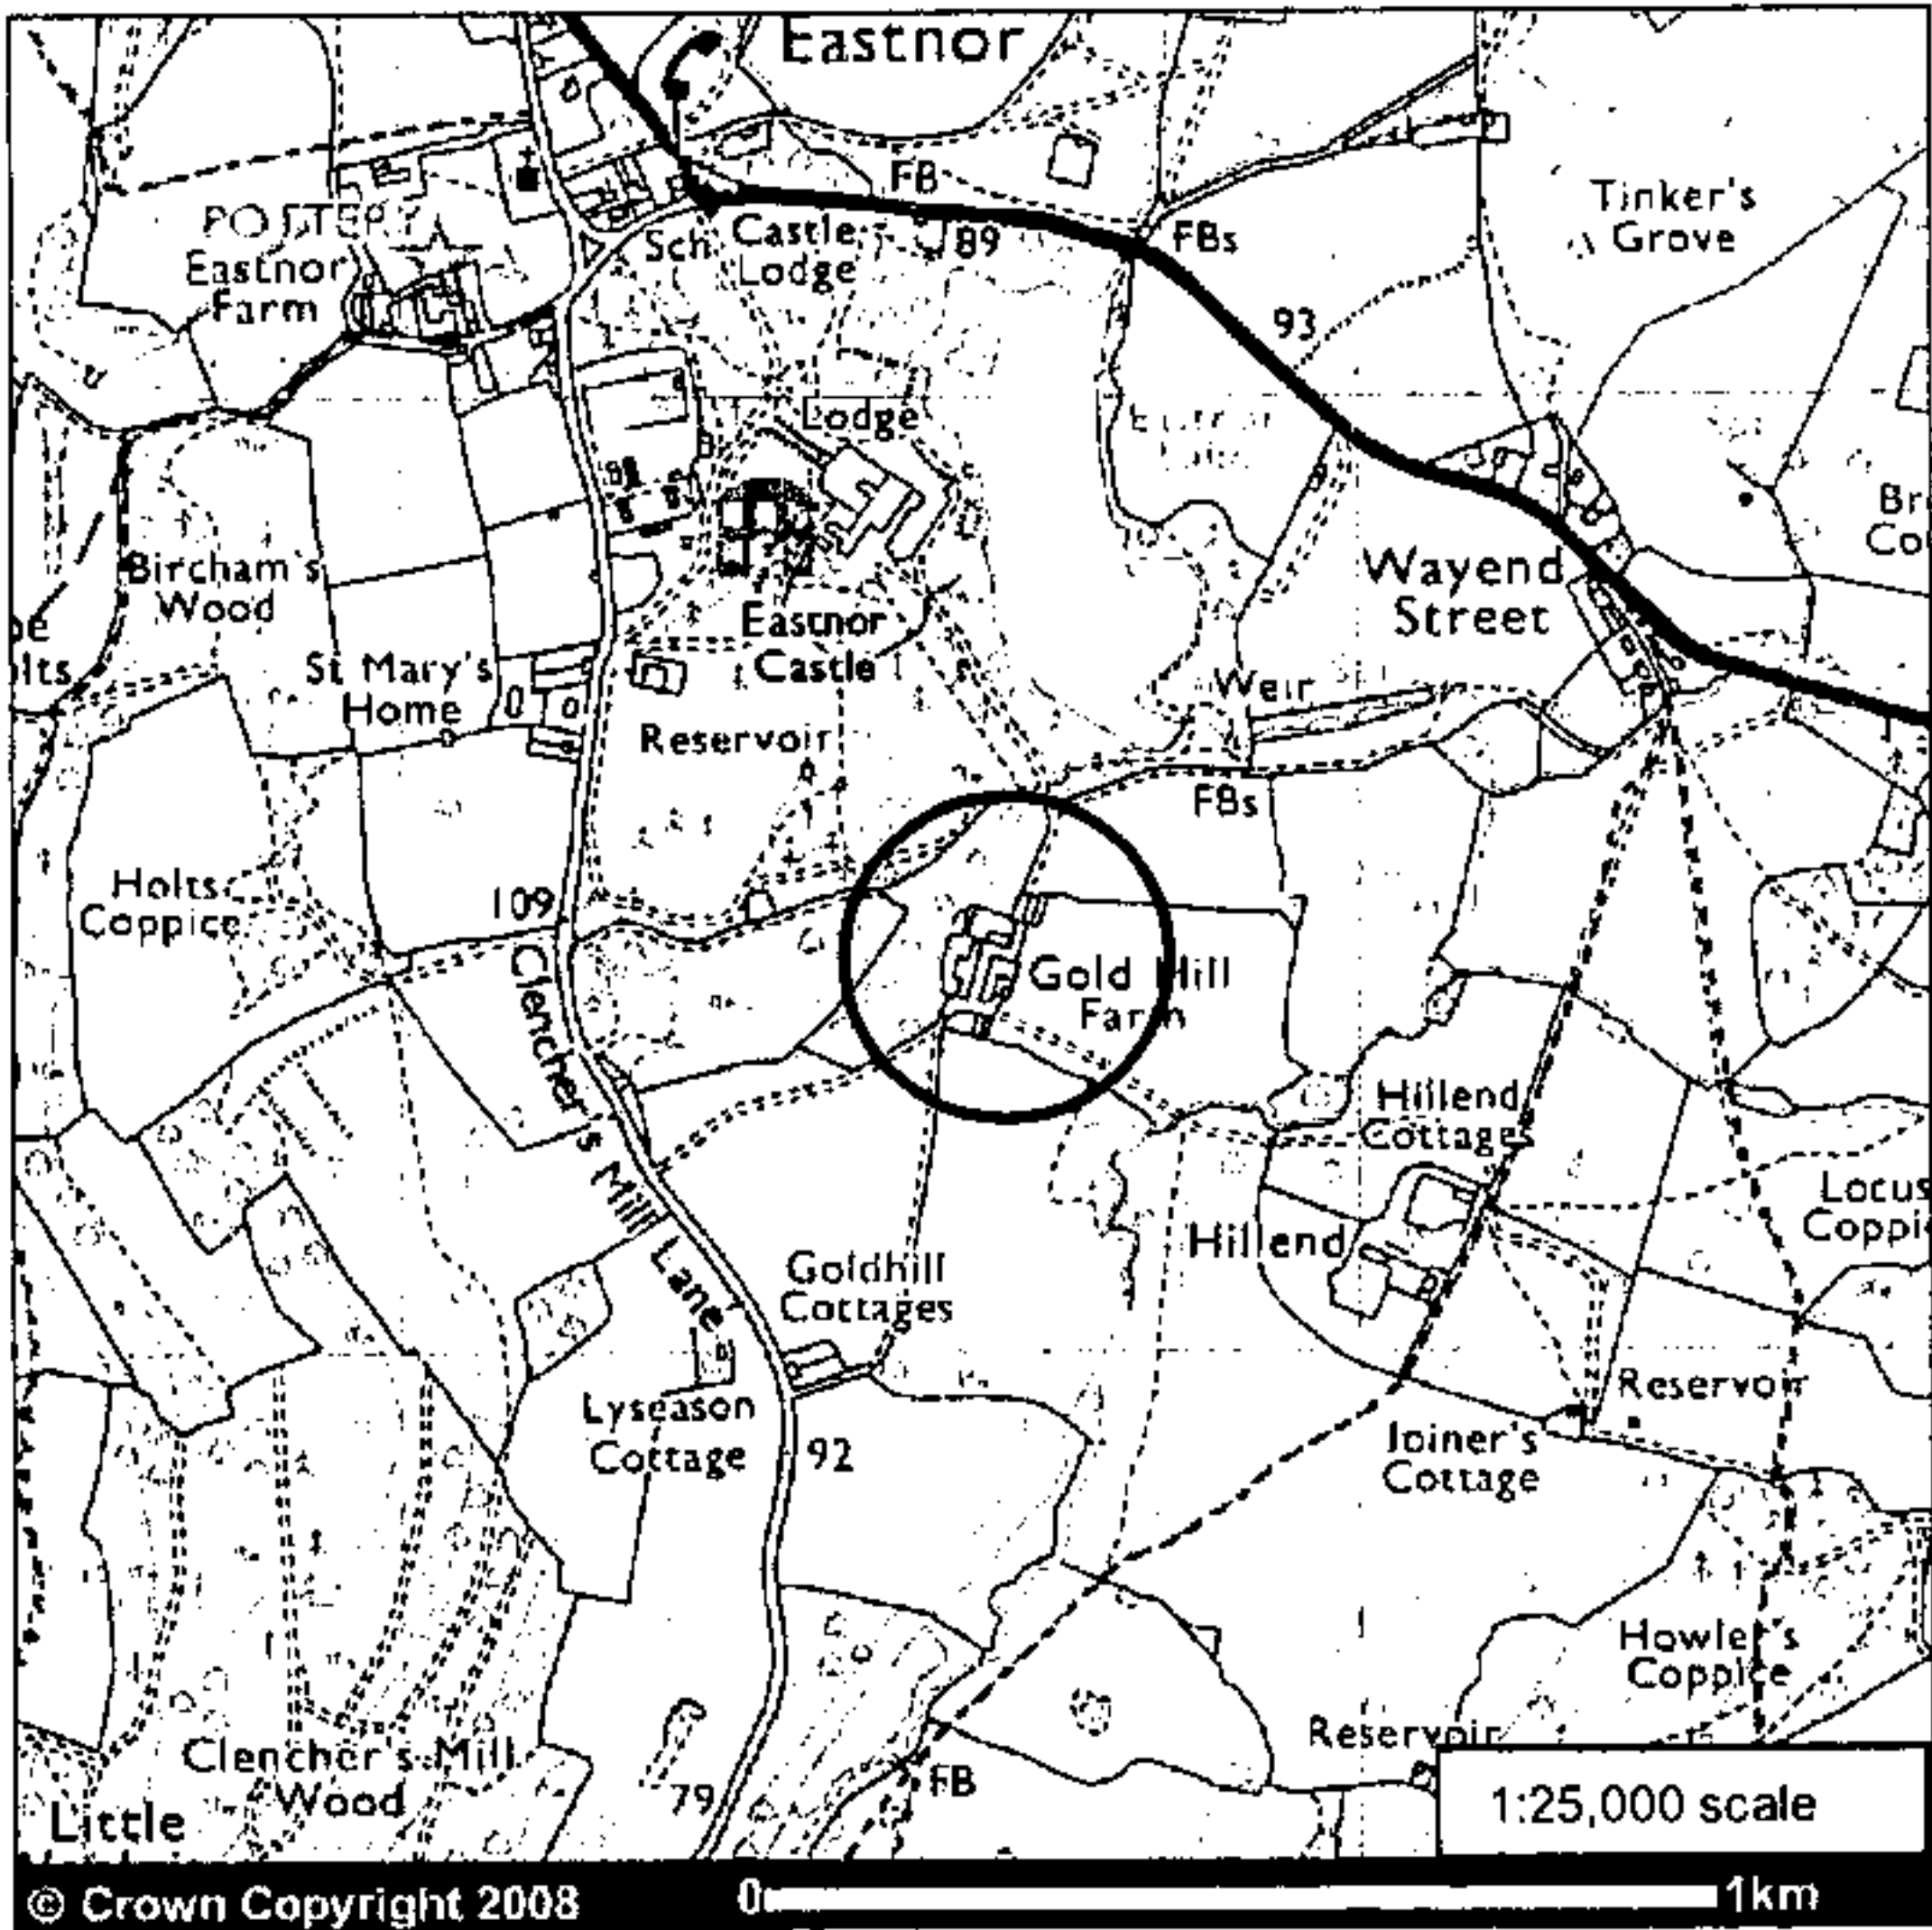 Eastnor
FB
Tinker's
Grove
POTTERY
Sch
Castle
Lodge
89
FBs
Eastnor
Farm
93
Lodge
Br
Co
Bircham's
Wood
Wayend
Street
Eastnor
Castle
St Mary's
Home
Weir
Reservoir
FBs
Holts
Coppice
109
Gold Hill
Farm
Clencher's Mill Lane
Hillend
Cottages
Locus
Coppi
Hillend
Goldhill
Cottages
Reservoir
Lyseason
Cottage
92
Joiner's
Cottage
Howler's
Coppice
Reservoir
Clencher's Mill
Wood
79
FB
Little
1:25,000 scale
© Crown Copyright 2008
0
1km